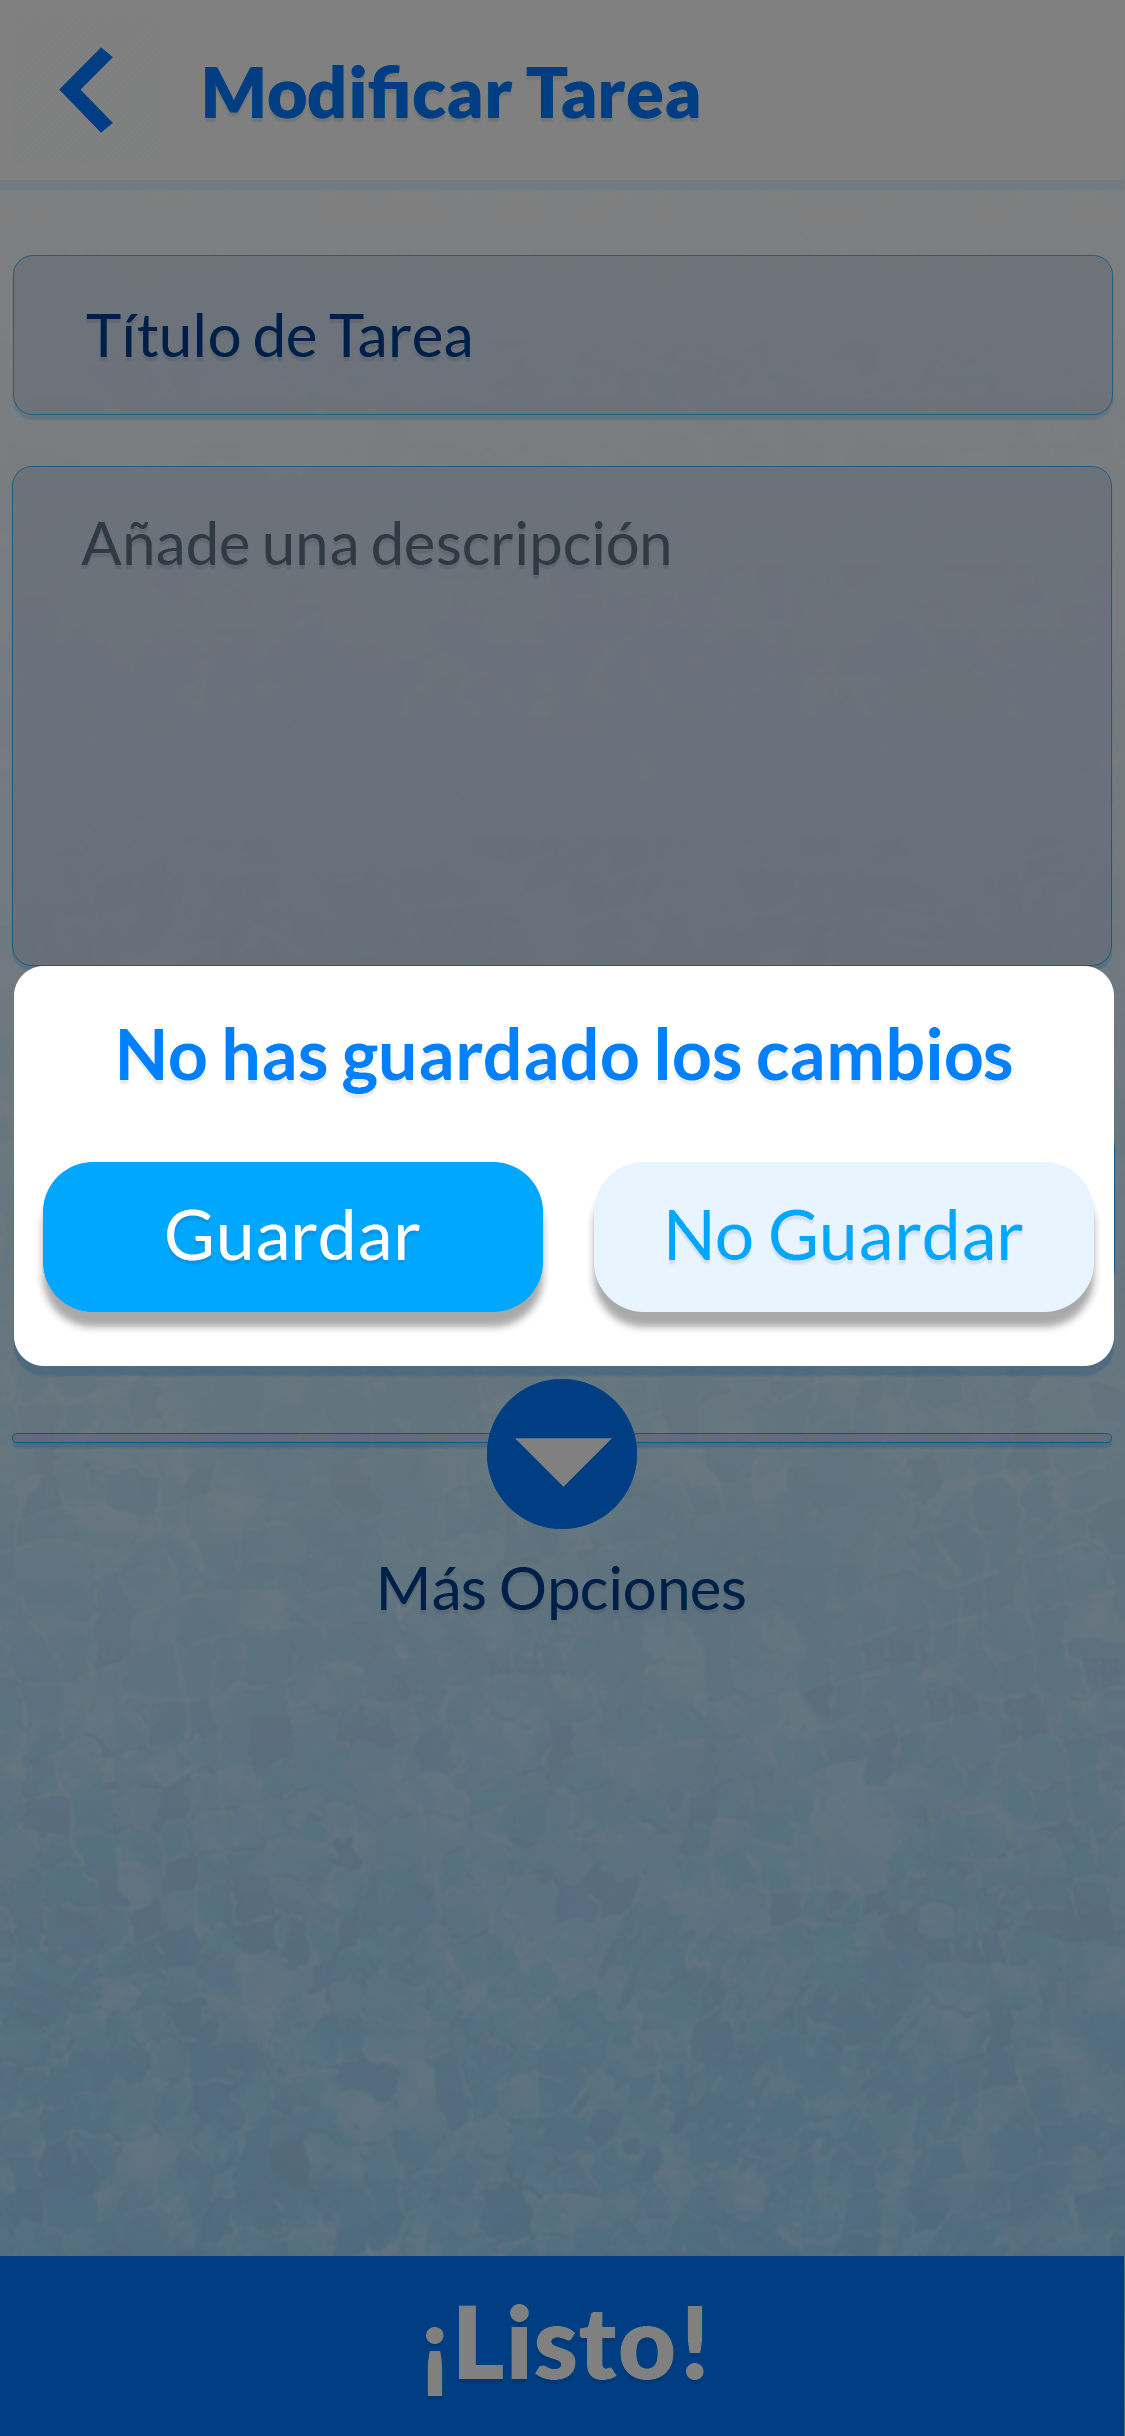 Modificar Tarea
Título de Tarea
Añade una descripción
No has guardado los cambios
Guardar
No Guardar
Más Opciones
¡Listo!